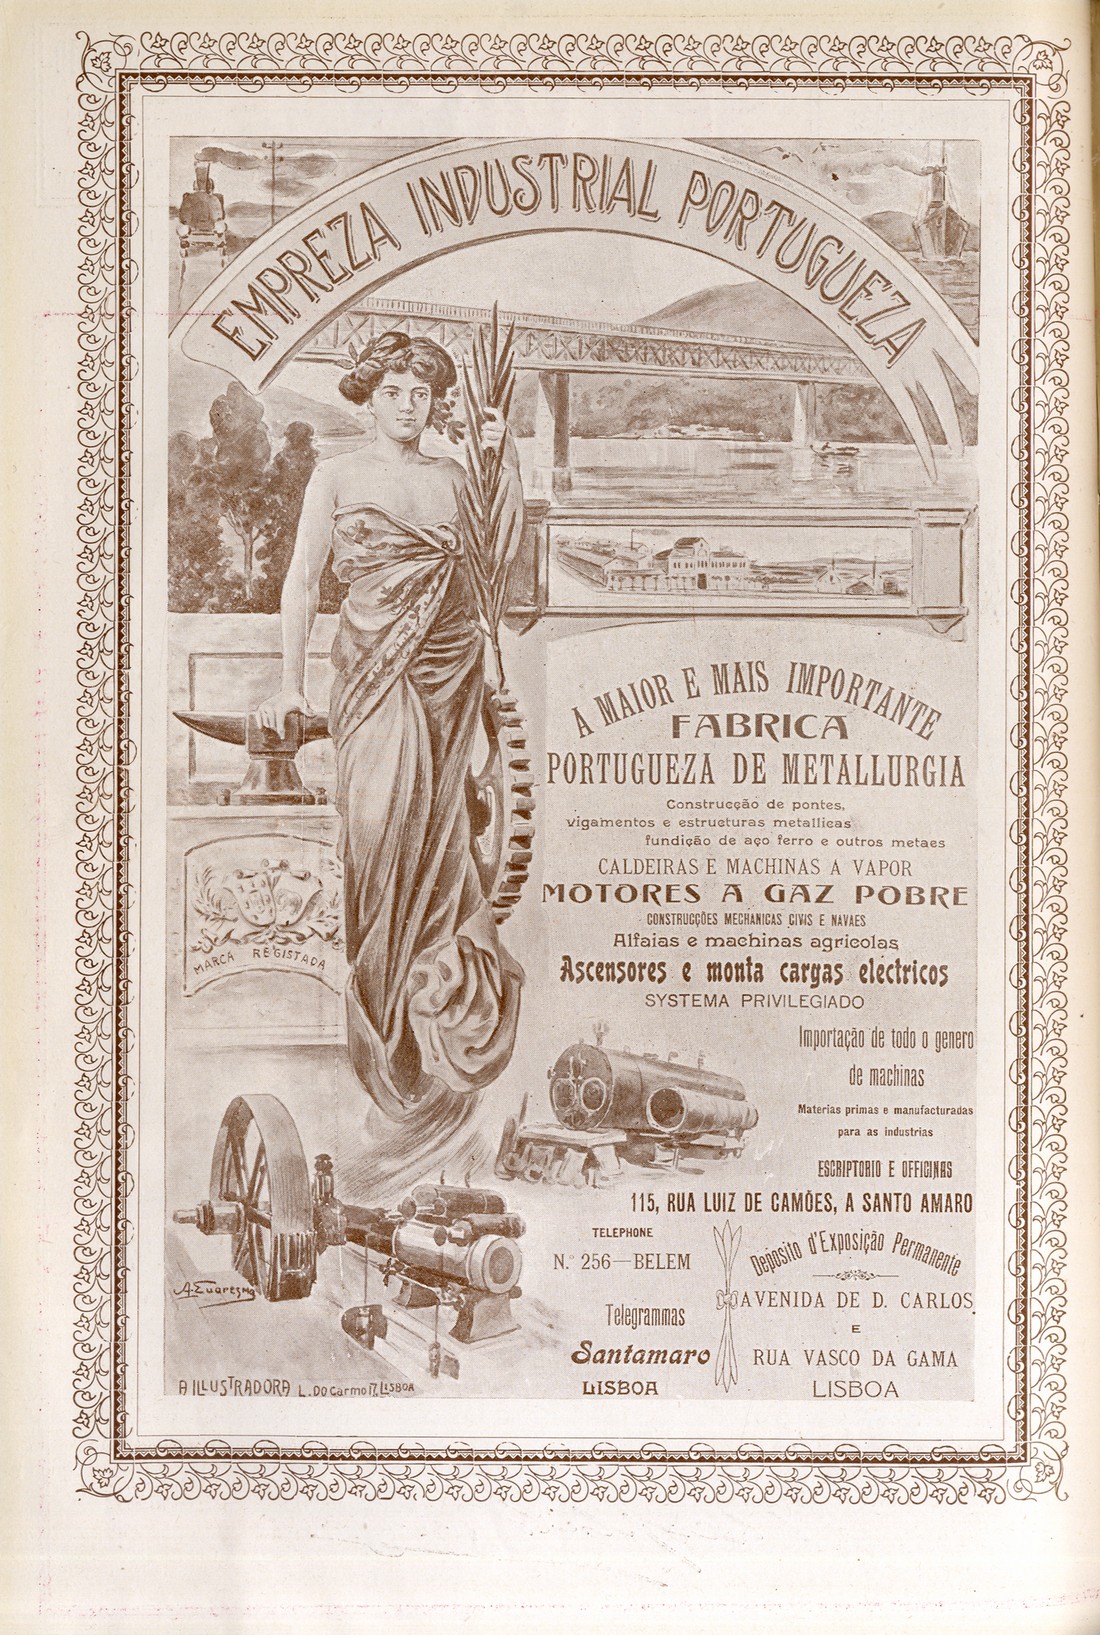 EMPREZA INDUSTRIAL PORTUGUEZA
A MAIOR E MAIS IMPORTANTE
FABRICA
PORTUGUEZA DE METALLURGIA
Construcção de pontes,
vigamentos e estructuras metallicas
fundição de aço ferro e outros metaes
CALDEIRAS E MACHINAS A VAPOR
MOTORES A GAZ POBRE
CONSTRUCÇÕES MECHANICAS CIVIS E NAVAES
Alfaias e machinas agricolas
Ascensores e monta cargas electricos
SYSTEMA PRIVILEGIADO
MARCA REGISTADA
Importação de todo o genero
de machinas
Materias primas e manufacturadas
para as industrias
ESCRIPTORIO E OFFICINAS
115, RUA LUIZ DE CAMÕES, A SANTO AMARO
TELEPHONE
N.º 256—BELEM
Telegrammas
Santamaro
LISBOA
Deposito d'Exposição Permanente
AVENIDA DE D. CARLOS
E
RUA VASCO DA GAMA
LISBOA
A ILLUSTRADORA L. DO Carmo 17, LISBOA